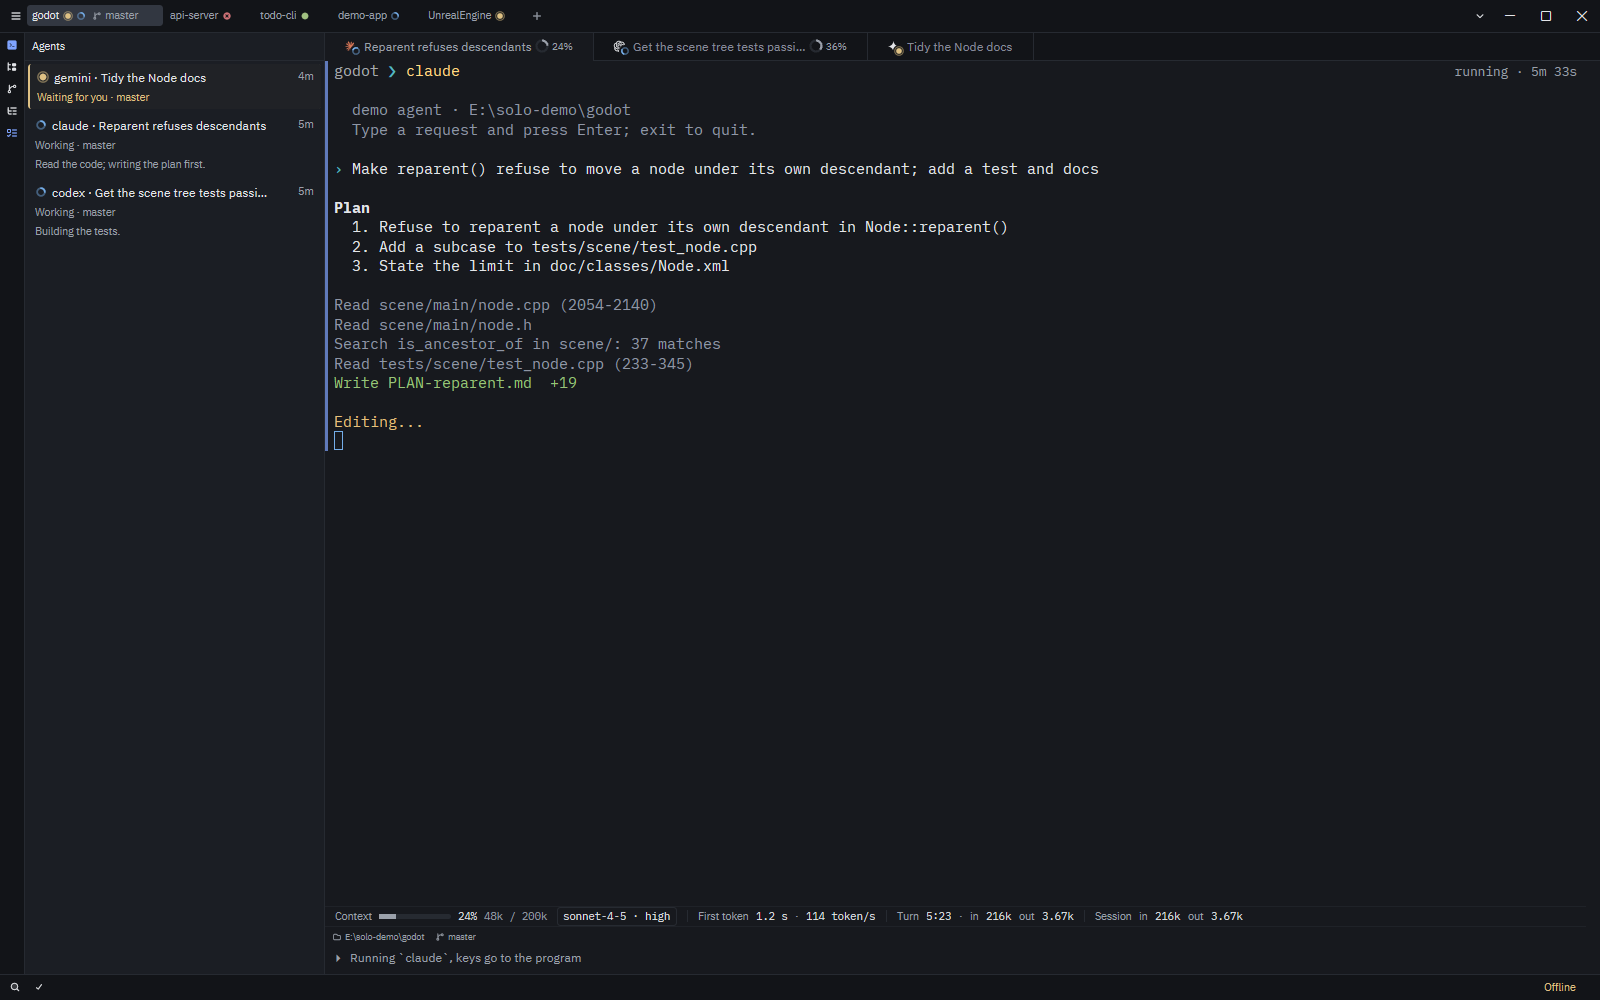 godot master api-server todo-cli demo-app UnrealEngine +
Agents
gemini · Tidy the Node docs 4m
Waiting for you · master
claude · Reparent refuses descendants 5m
Working · master
Read the code; writing the plan first.
codex · Get the scene tree tests passi... 5m
Working · master
Building the tests.
Reparent refuses descendants 24% Get the scene tree tests passi... 36% Tidy the Node docs
godot ❯ claude running · 5m 33s
demo agent · E:\solo-demo\godot
Type a request and press Enter; exit to quit.
› Make reparent() refuse to move a node under its own descendant; add a test and docs
Plan
1. Refuse to reparent a node under its own descendant in Node::reparent()
2. Add a subcase to tests/scene/test_node.cpp
3. State the limit in doc/classes/Node.xml
Read scene/main/node.cpp (2054-2140)
Read scene/main/node.h
Search is_ancestor_of in scene/: 37 matches
Read tests/scene/test_node.cpp (233-345)
Write PLAN-reparent.md +19
Editing...
Context 24% 48k / 200k sonnet-4-5 · high First token 1.2 s · 114 token/s Turn 5:23 · in 216k out 3.67k Session in 216k out 3.67k
E:\solo-demo\godot master
Running `claude`, keys go to the program
Offline